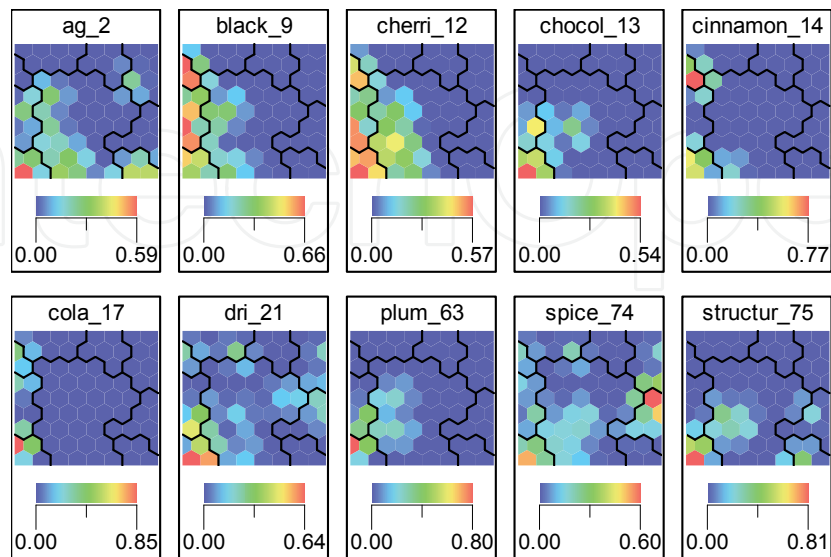 ag_2 black_9 cherri_12 chocol_13 cinnamon_14
0.00 0.59 0.00 0.66 0.00 0.57 0.00 0.54 0.00 0.77
cola_17 dri_21 plum_63 spice_74 structur_75
0.00 0.85 0.00 0.64 0.00 0.80 0.00 0.60 0.00 0.81